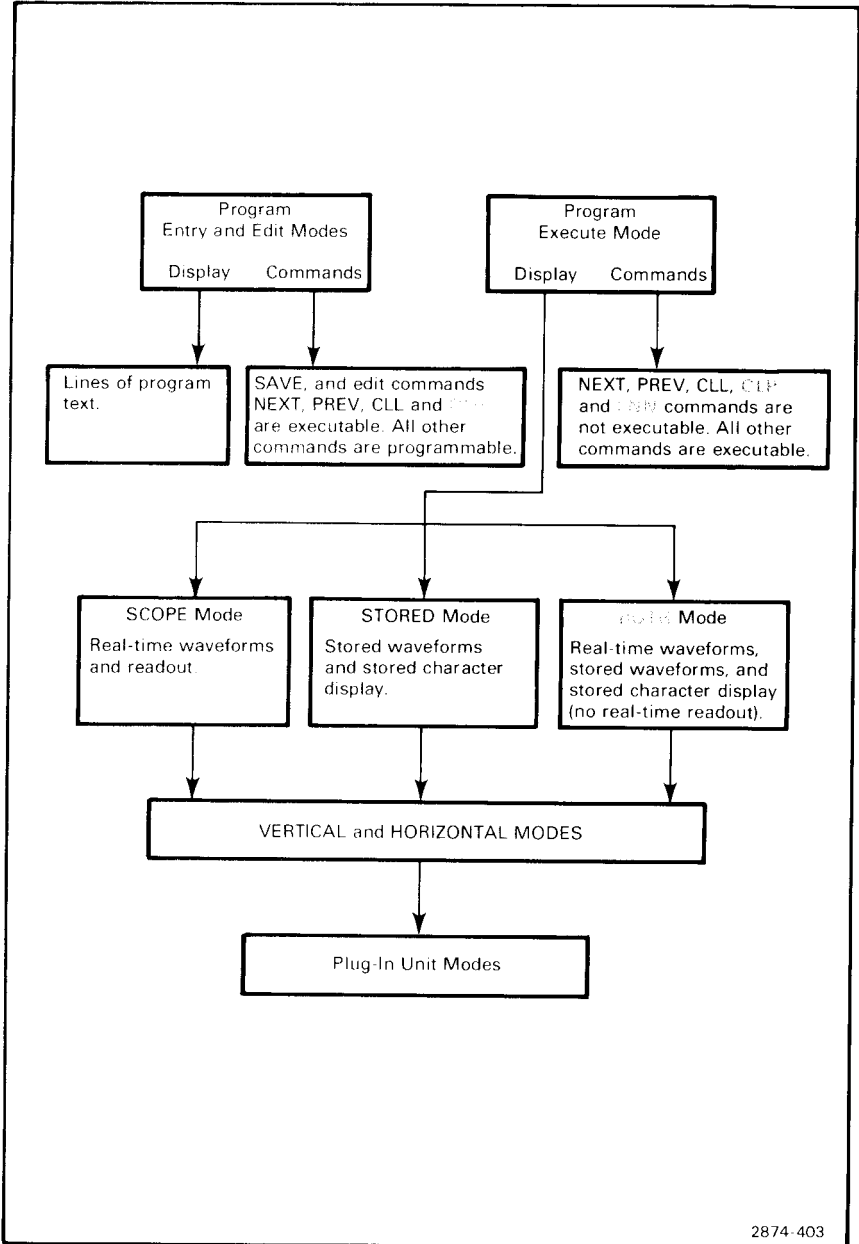 Program
Entry and Edit Modes
Display Commands
Program
Execute Mode
Display Commands
Lines of program
text.
SAVE, and edit commands
NEXT, PREV, CLL and
are executable. All other
commands are programmable.
NEXT, PREV, CLL, CLP
and commands are
not executable. All other
commands are executable.
SCOPE Mode
Real-time waveforms
and readout.
STORED Mode
Stored waveforms
and stored character
display.
Mode
Real-time waveforms,
stored waveforms, and
stored character display
(no real-time readout).
VERTICAL and HORIZONTAL MODES
Plug-In Unit Modes
2874-403